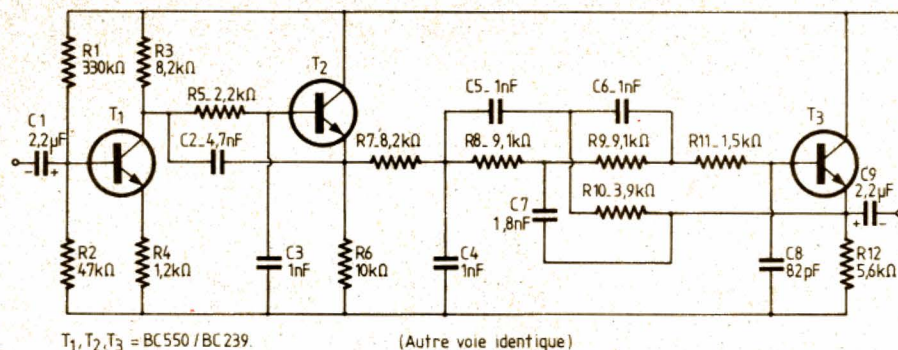 R1
330kΩ
R3
8,2kΩ
T2
R5_2,2kΩ
C5_1nF
C6_1nF
T3
C1
2,2µF
T1
C2_4,7nF
R7_8,2kΩ
R8_9,1kΩ
R9_9,1kΩ
R11_1,5kΩ
C9
2,2µF
R10_3,9kΩ
C7
1,8nF
R2
47kΩ
R4
1,2kΩ
C3
1nF
R6
10kΩ
C4
1nF
C8
82pF
R12
5,6kΩ
- +
+ -
T1,T2,T3 = BC550 / BC239.
(Autre voie identique)